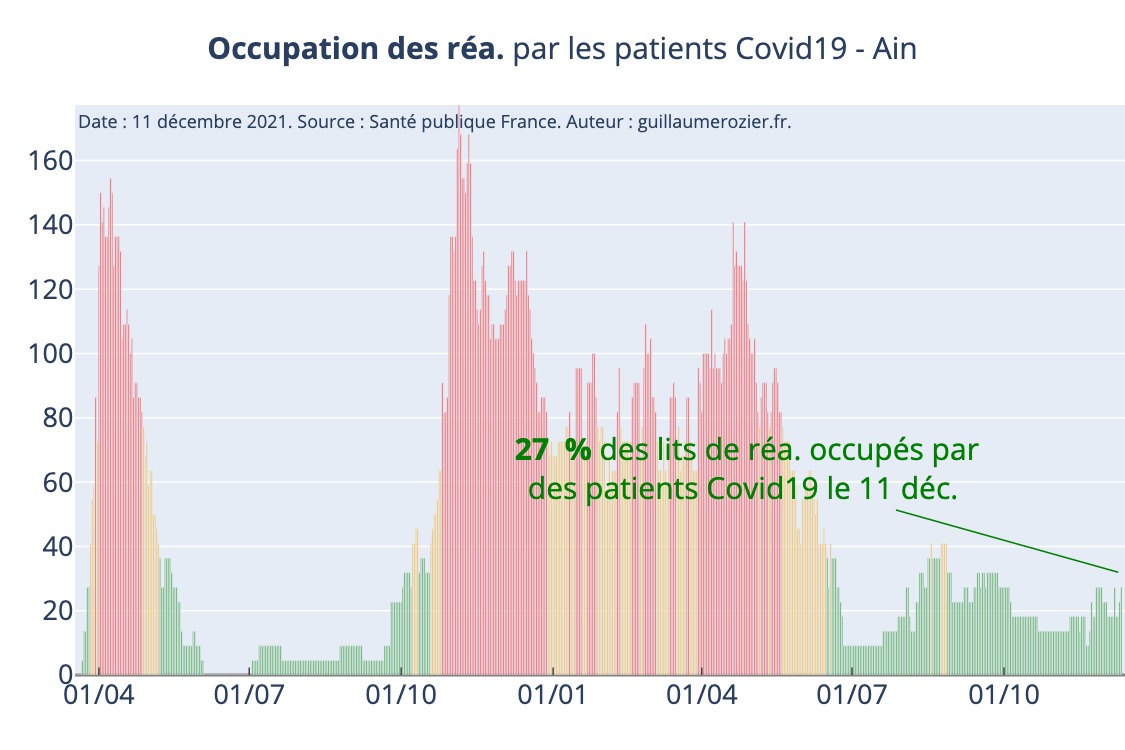 Occupation des réa. par les patients Covid19 - Ain
Date : 11 décembre 2021. Source : Santé publique France. Auteur : guillaumerozier.fr.
160
140
120
100
80
27 % des lits de réa. occupés par
des patients Covid19 le 11 déc.
60
40
20
0
01/04 01/07 01/10 01/01 01/04 01/07 01/10